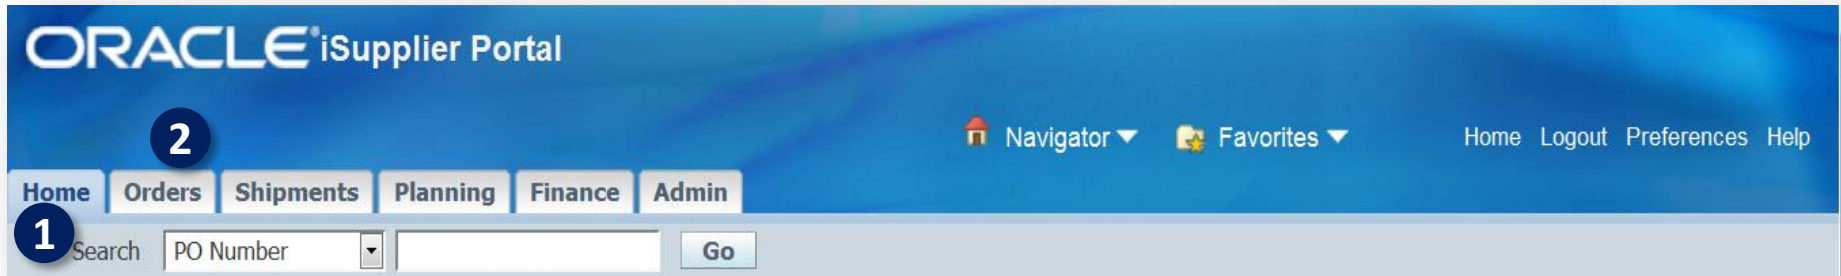 ORACLE® iSupplier Portal
2
Navigator Favorites Home Logout Preferences Help
Home Orders Shipments Planning Finance Admin
1
Search PO Number Go